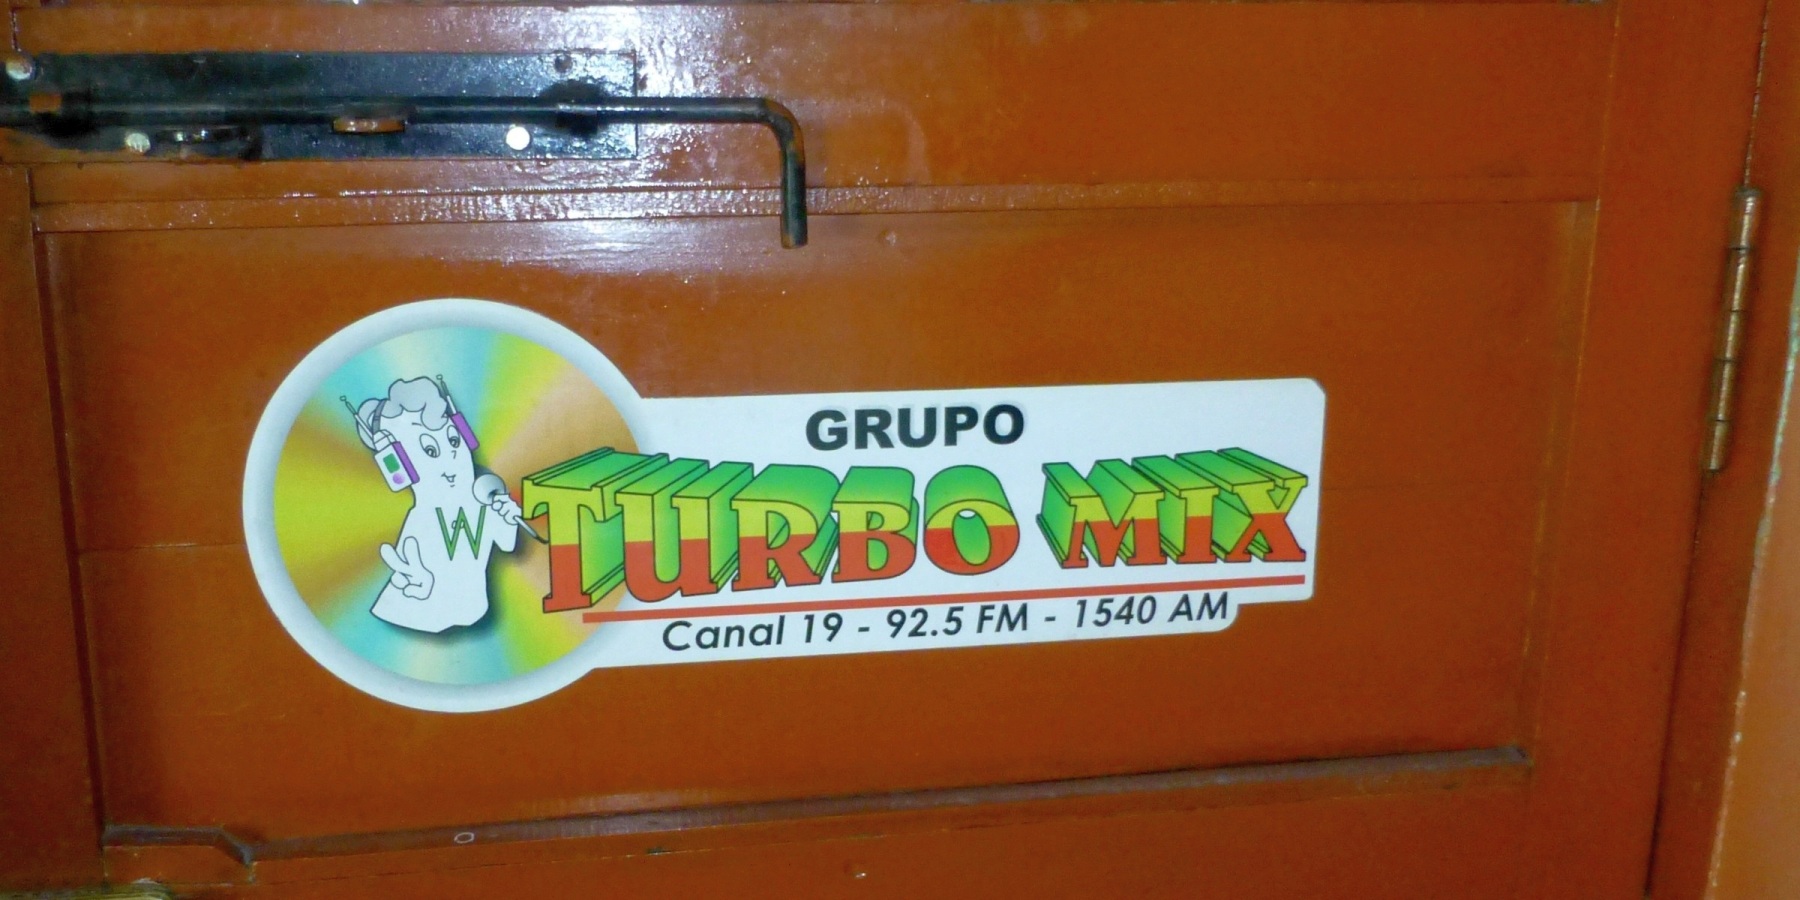 W
GRUPO
TURBO MIX
Canal 19 - 92.5 FM - 1540 AM